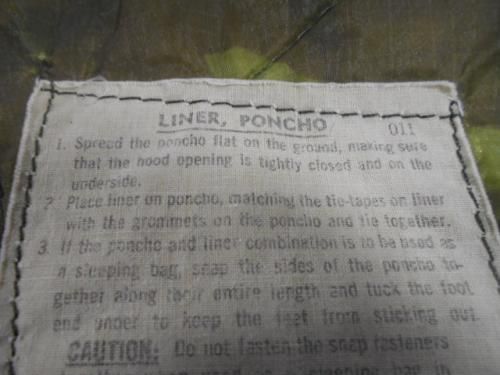 LINER, PONCHO 011
1. Spread the poncho flat on the ground, making sure
that the hood opening is tightly closed and on the
underside.
2. Place liner on poncho, matching the tie-tapes on liner
with the grommets on the poncho and tie together.
3. If the poncho and liner combination is to be used as
a sleeping bag, snap the sides of the poncho to-
gether along their entire length and tuck the foot
end under to keep the feet from sticking out.
CAUTION: Do not fasten the snap fasteners
sleeping bag in